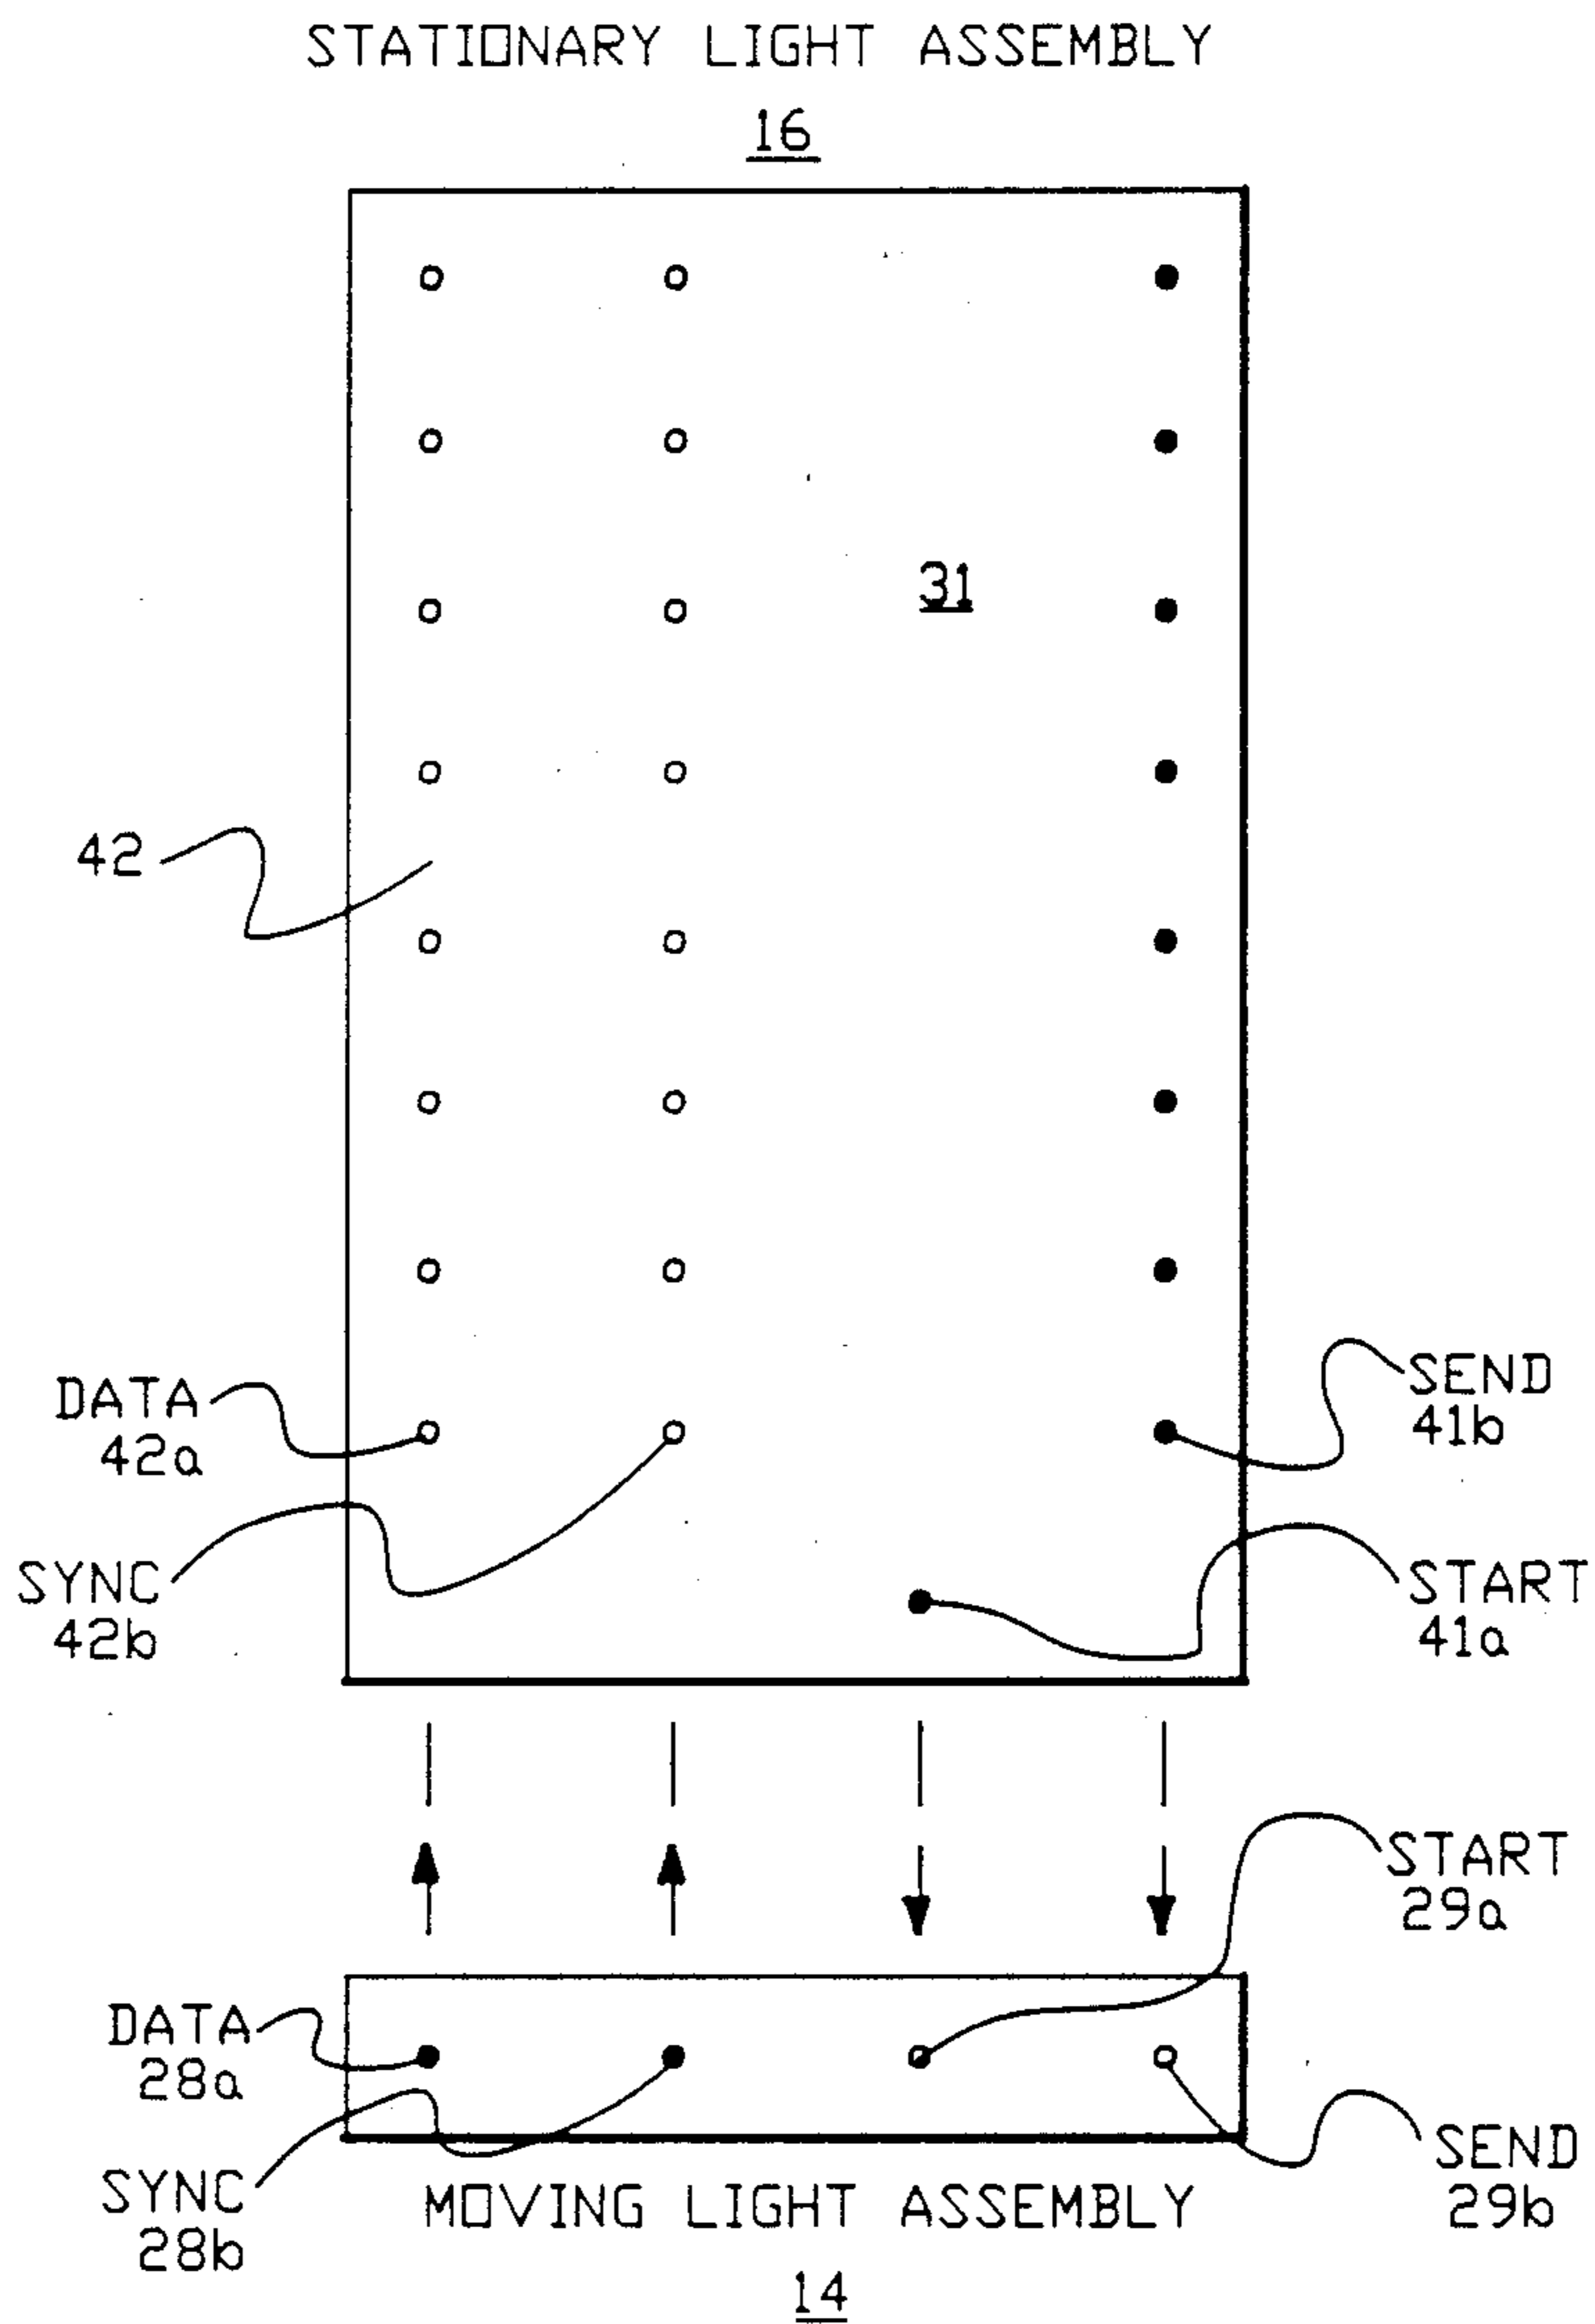 STATIONARY LIGHT ASSEMBLY
16
31
42
DATA
42a
SYNC
42b
SEND
41b
START
41a
START
29a
DATA
28a
SYNC
28b
SEND
29b
MOVING LIGHT ASSEMBLY
14